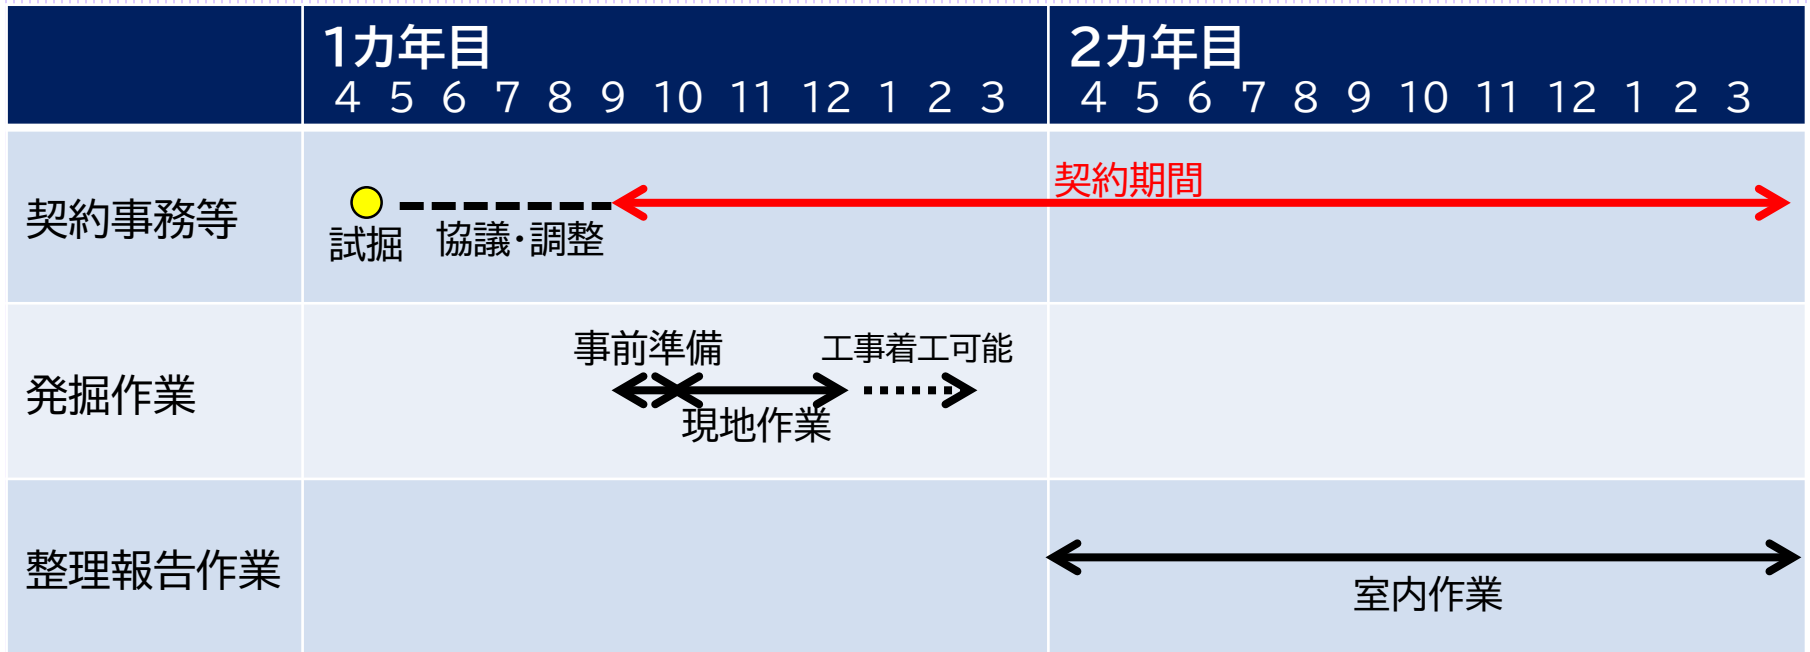 1カ年目
2カ年目
4 5 6 7 8 9 10 11 12 1 2 3
4 5 6 7 8 9 10 11 12 1 2 3
契約事務等
契約期間
試掘
協議・調整
発掘作業
事前準備
工事着工可能
現地作業
整理報告作業
室内作業